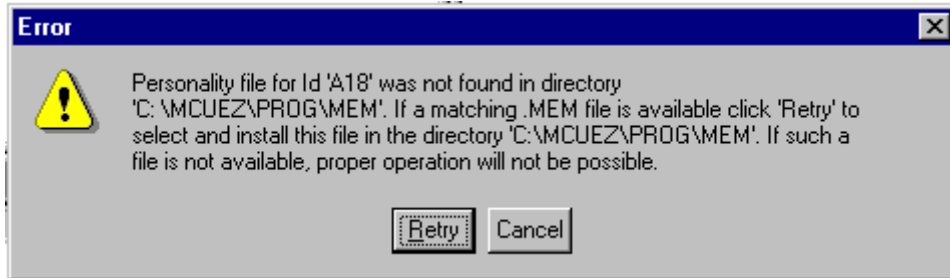 Error
Personality file for Id 'A18' was not found in directory
'C: \MCUEZ\PROG\MEM'. If a matching .MEM file is available click 'Retry' to
select and install this file in the directory 'C:\MCUEZ\PROG\MEM'. If such a
file is not available, proper operation will not be possible.
Retry Cancel